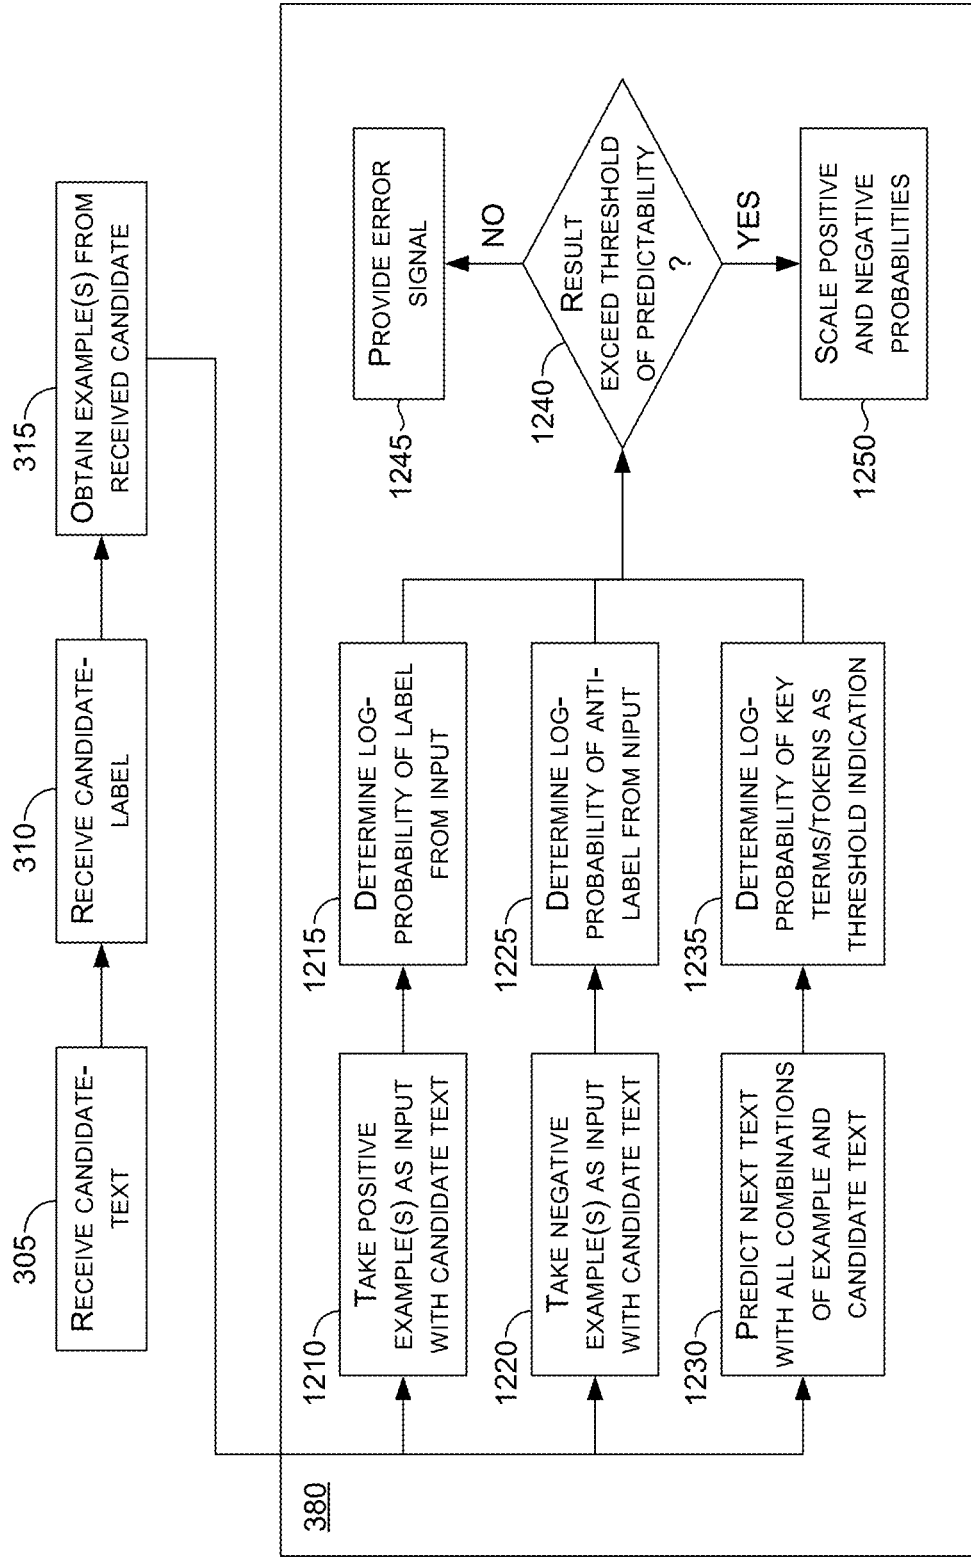 305
RECEIVE CANDIDATE-
TEXT
310
RECEIVE CANDIDATE-
LABEL
315
OBTAIN EXAMPLE(S) FROM
RECEIVED CANDIDATE
380
1210
TAKE POSITIVE
EXAMPLE(S) AS INPUT
WITH CANDIDATE TEXT
1215
DETERMINE LOG-
PROBABILITY OF LABEL
FROM INPUT
1220
TAKE NEGATIVE
EXAMPLE(S) AS INPUT
WITH CANDIDATE TEXT
1225
DETERMINE LOG-
PROBABILITY OF ANTI-
LABEL FROM NIPUT
1230
PREDICT NEXT TEXT
WITH ALL COMBINATIONS
OF EXAMPLE AND
CANDIDATE TEXT
1235
DETERMINE LOG-
PROBABILITY OF KEY
TERMS/TOKENS AS
THRESHOLD INDICATION
1240
RESULT
EXCEED THRESHOLD
OF PREDICTABILITY
?
NO
1245
PROVIDE ERROR
SIGNAL
YES
1250
SCALE POSITIVE
AND NEGATIVE
PROBABILITIES